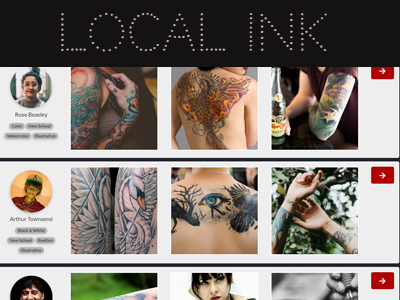 LOCAL INK
Rose Beasley
Color New School
Watercolor Illustrative
Arthur Townsend
Black & White
New School Realism
Illustrative